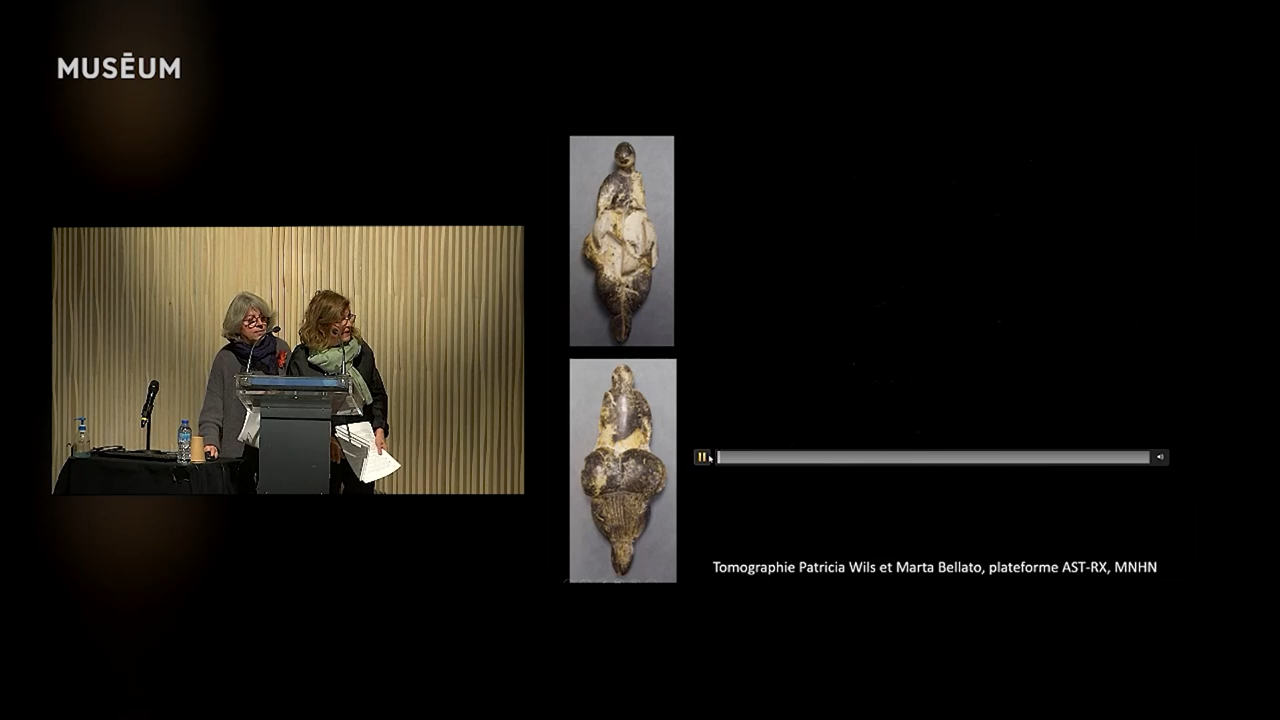 MUSĒUM
Tomographie Patricia Wils et Marta Bellato, plateforme AST-RX, MNHN